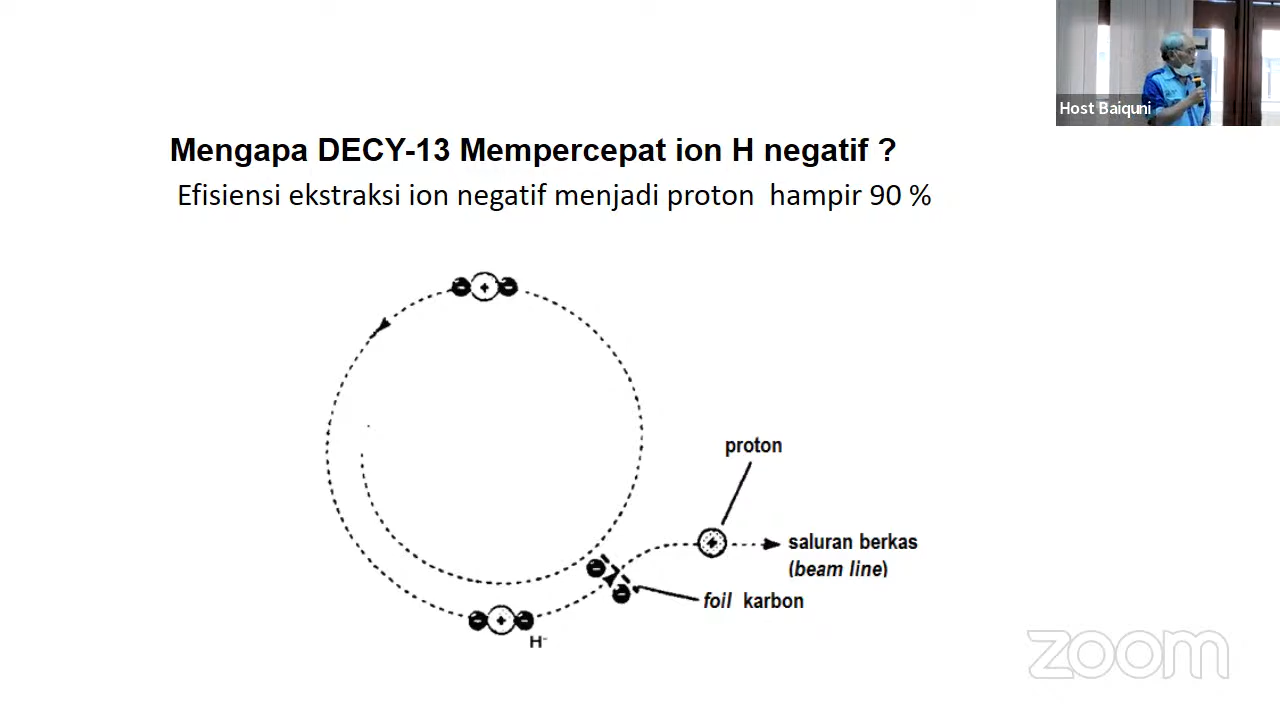 Host Baiquni
Mengapa DECY-13 Mempercepat ion H negatif ?
Efisiensi ekstraksi ion negatif menjadi proton hampir 90 %
proton
saluran berkas
(beam line)
foil karbon
H⁻
zoom